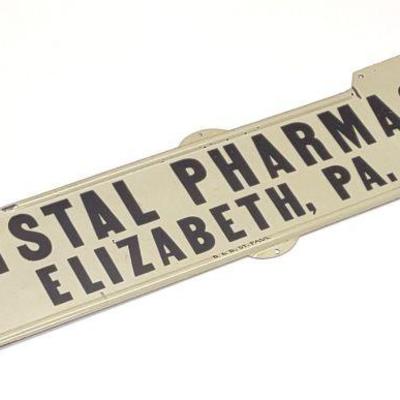 STAL PHARMA
ELIZABETH, PA.